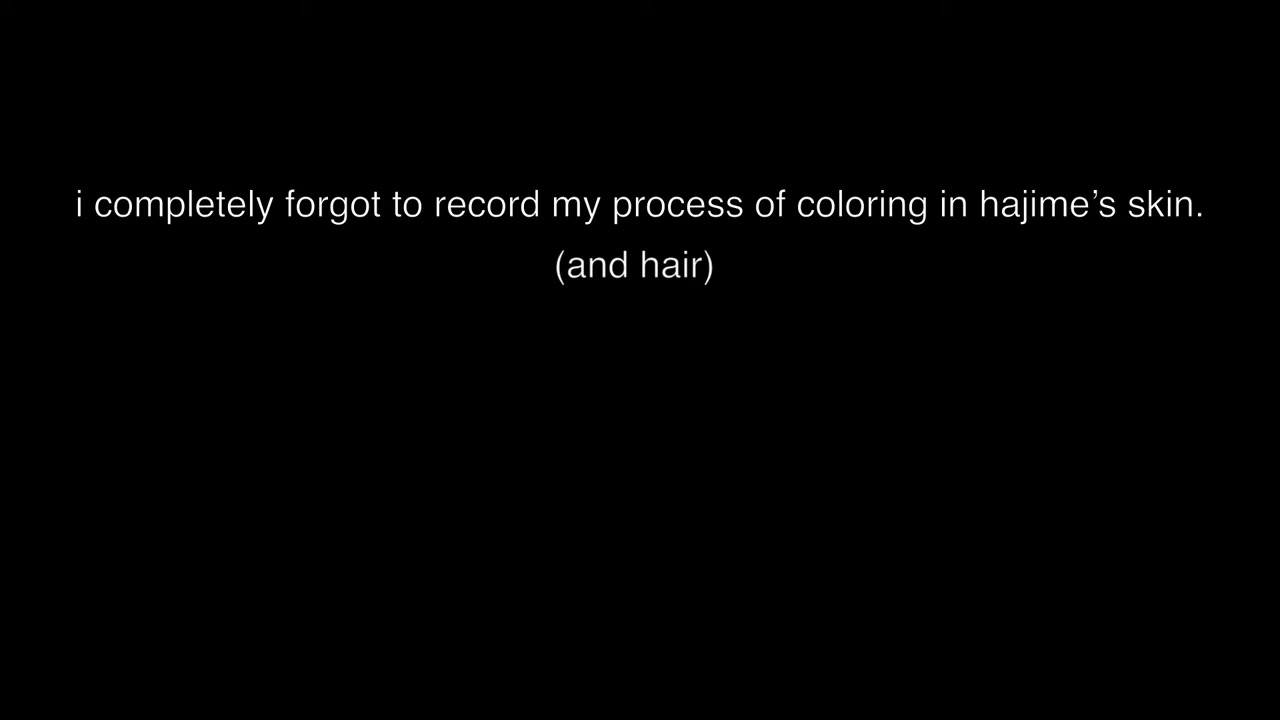 i completely forgot to record my process of coloring in hajime’s skin.
(and hair)